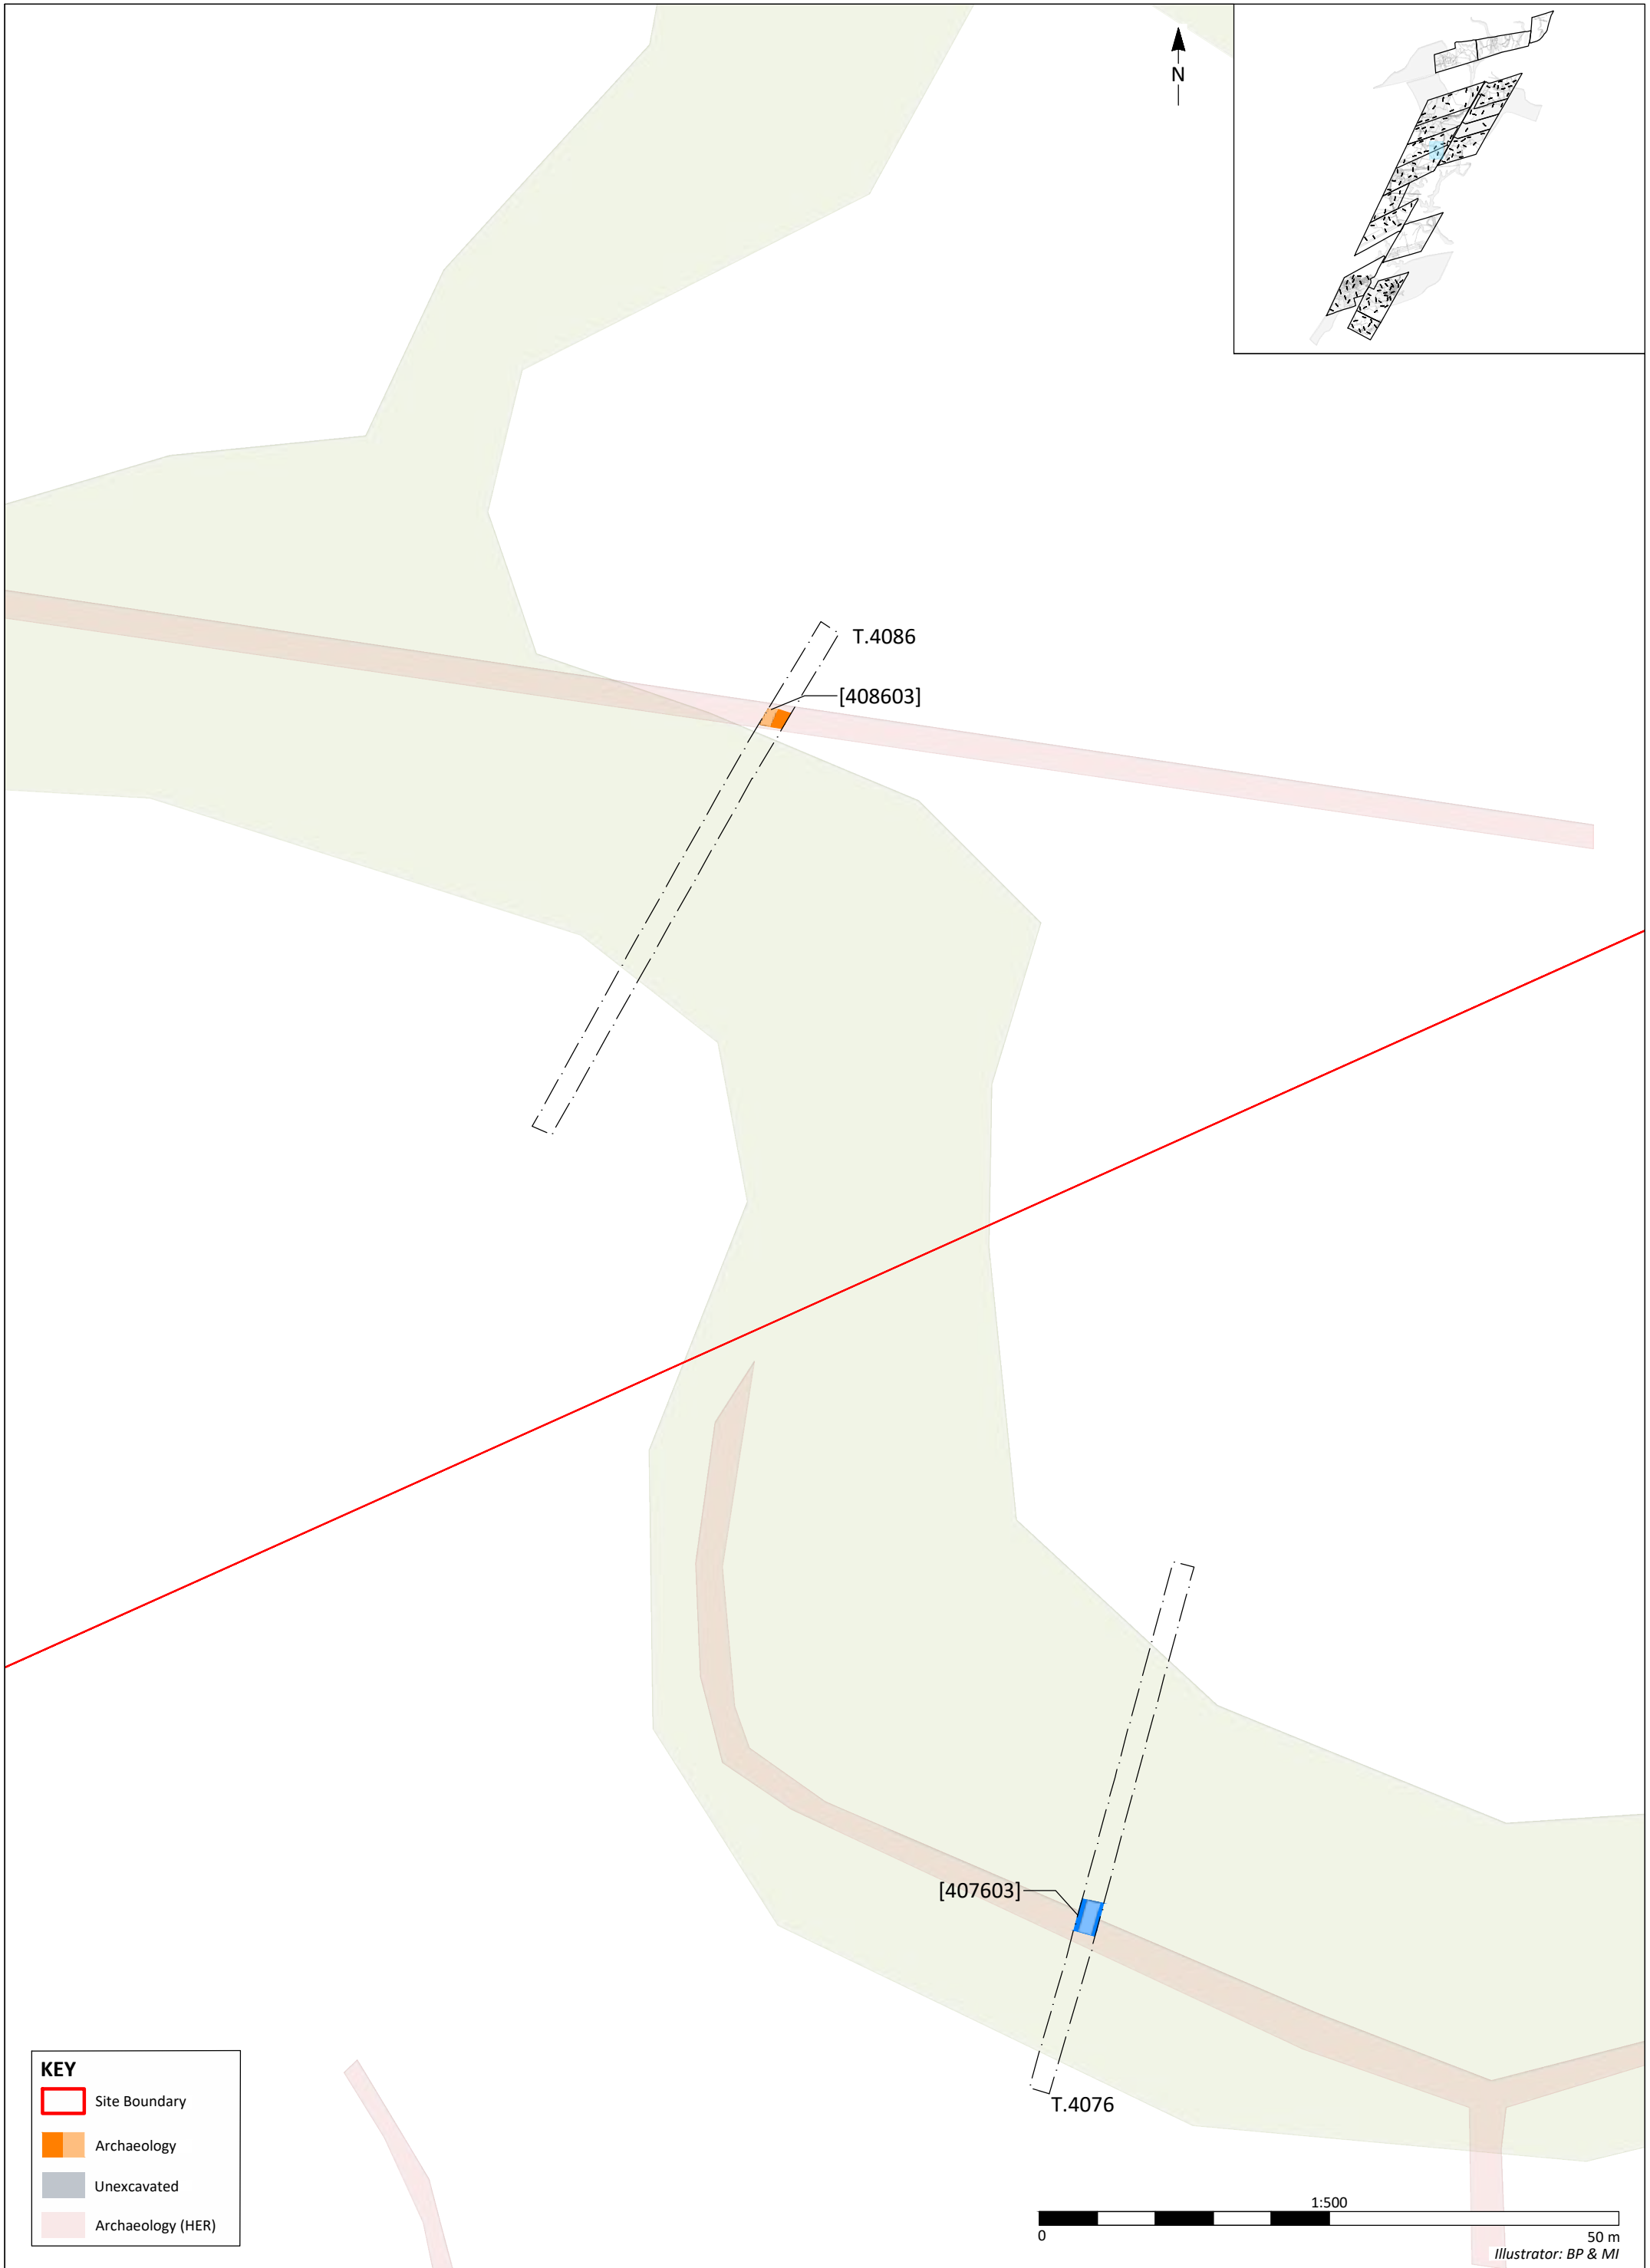 N
T.4086
[408603]
[407603]
T.4076
KEY
Site Boundary
Archaeology
Unexcavated
Archaeology (HER)
1:500
0 50 m
Illustrator: BP & MI